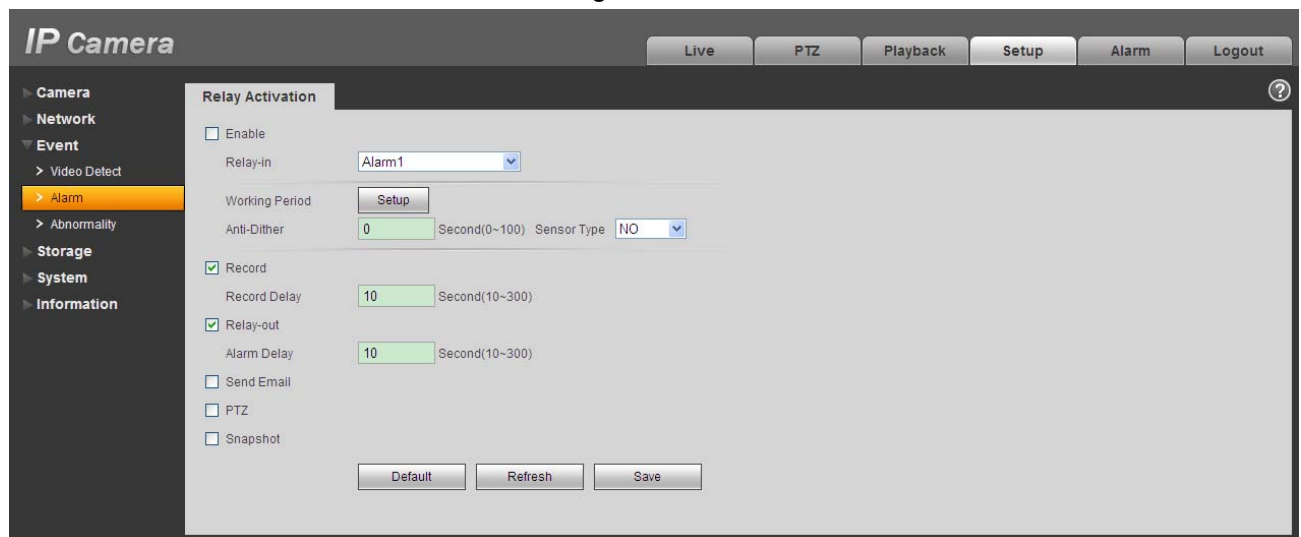 IP Camera
Live PTZ Playback Setup Alarm Logout
Camera
Network
Event
> Video Detect
> Alarm
> Abnormality
Storage
System
Information
Relay Activation
?
Enable
Relay-in Alarm1
Working Period Setup
Anti-Dither 0 Second(0~100) Sensor Type NO
Record
Record Delay 10 Second(10~300)
Relay-out
Alarm Delay 10 Second(10~300)
Send Email
PTZ
Snapshot
Default Refresh Save